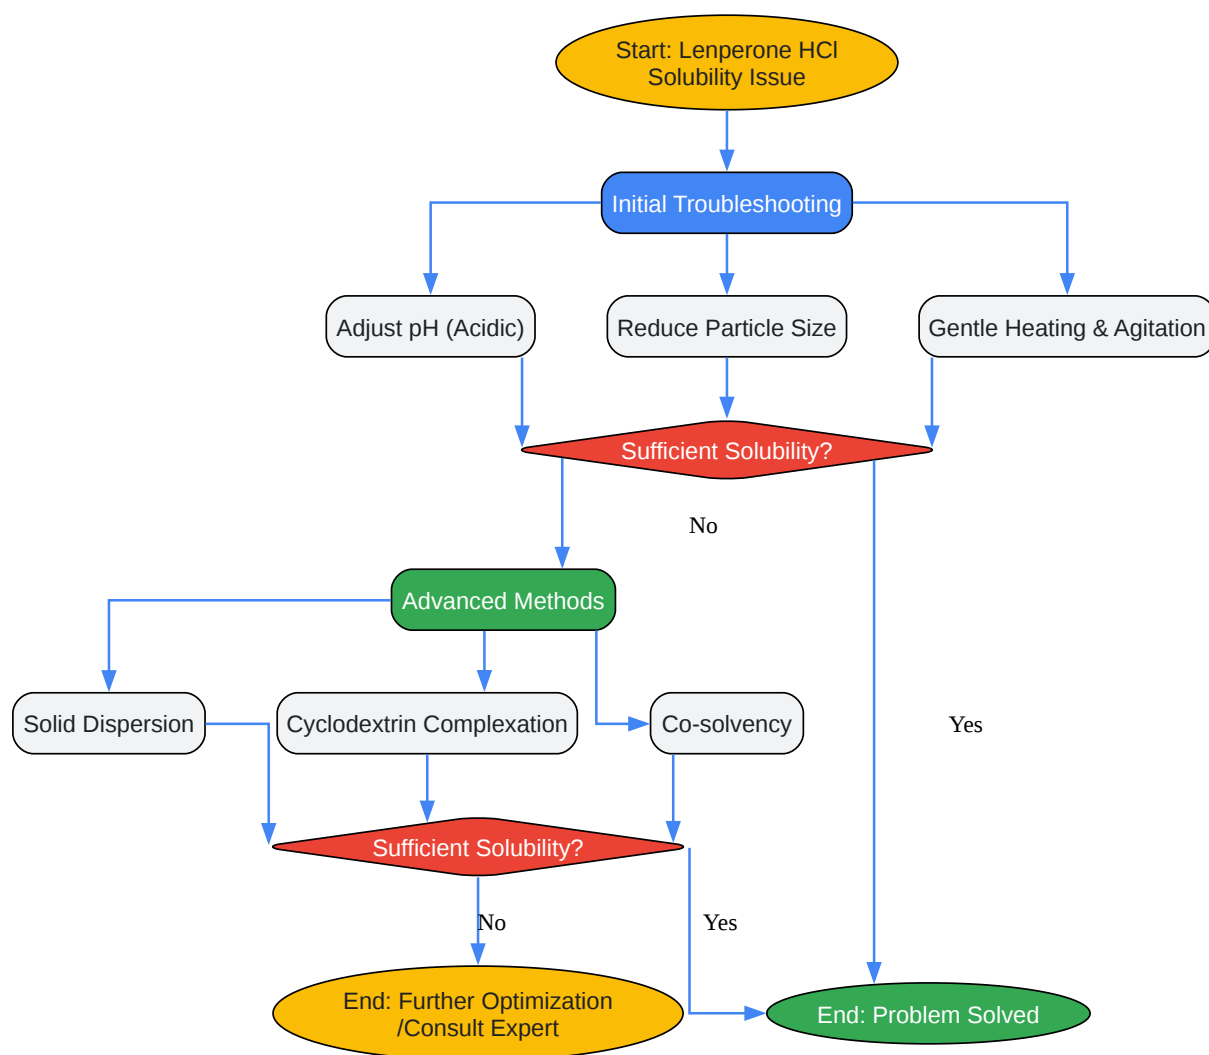 Start: Lenperone HCl
Solubility Issue
Initial Troubleshooting
Adjust pH (Acidic)
Reduce Particle Size
Gentle Heating & Agitation
Sufficient Solubility?
No
Advanced Methods
Solid Dispersion
Cyclodextrin Complexation
Co-solvency
Yes
Sufficient Solubility?
No
Yes
End: Further Optimization
/Consult Expert
End: Problem Solved